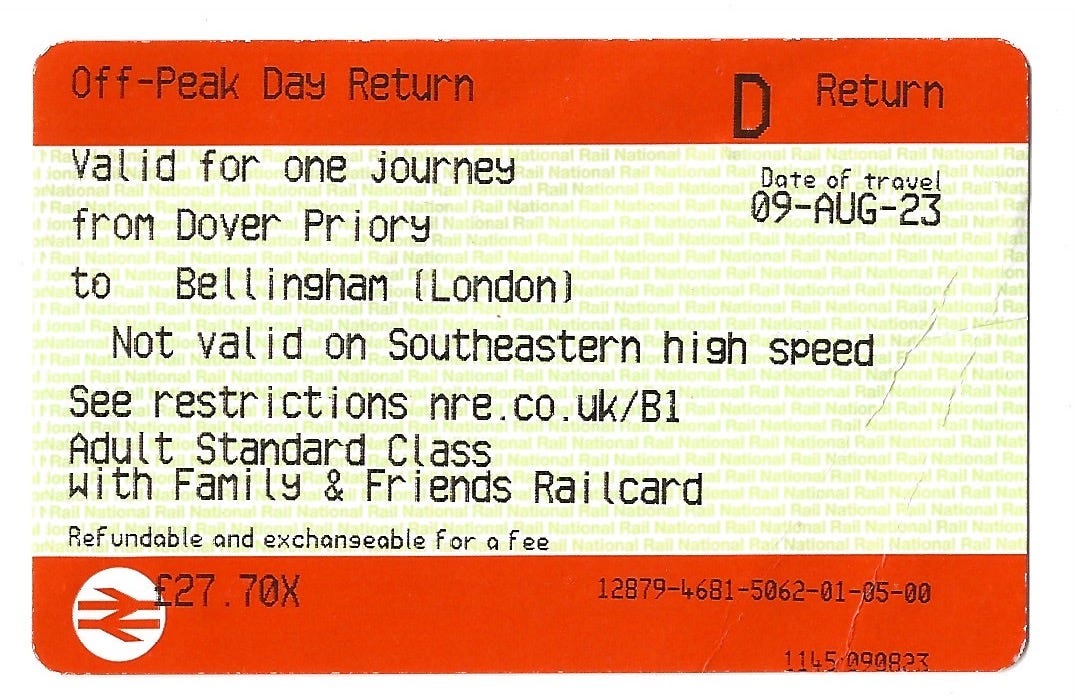 Off-Peak Day Return D Return
Valid for one journey
Date of travel
09-AUG-23
from Dover Priory
to Bellingham (London)
Not valid on Southeastern high speed
See restrictions nre.co.uk/B1
Adult Standard Class
with Family & Friends Railcard
Refundable and exchangeable for a fee
£27.70X 12879-4681-5062-01-05-00
1145 090823